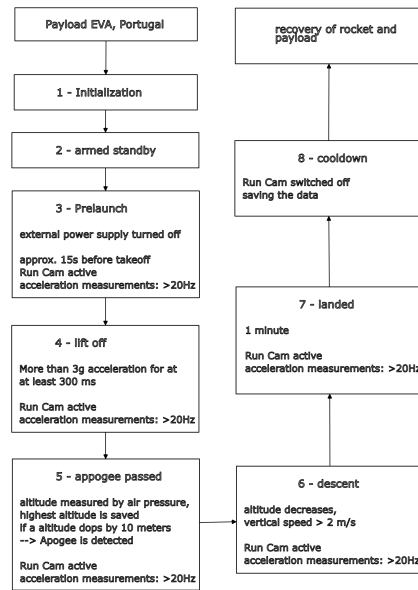 Payload EVA, Portugal
1 - Initialization
2 - armed standby
3 - Prelaunch
external power supply turned off
approx. 15s before takeoff
Run Cam active
acceleration measurements: >20Hz
4 - lift off
More than 3g acceleration for at
at least 300 ms
Run Cam active
acceleration measurements: >20Hz
5 - appogee passed
altitude measured by air pressure,
highest altitude is saved
if a altitude dops by 10 meters
--> Apogee is detected
Run Cam active
acceleration measurements: >20Hz
6 - descent
altitude decreases,
vertical speed > 2 m/s
Run Cam active
acceleration measurements: >20Hz
7 - landed
1 minute
Run Cam active
acceleration measurements: >20Hz
8 - cooldown
Run Cam switched off
saving the data
recovery of rocket and
payload